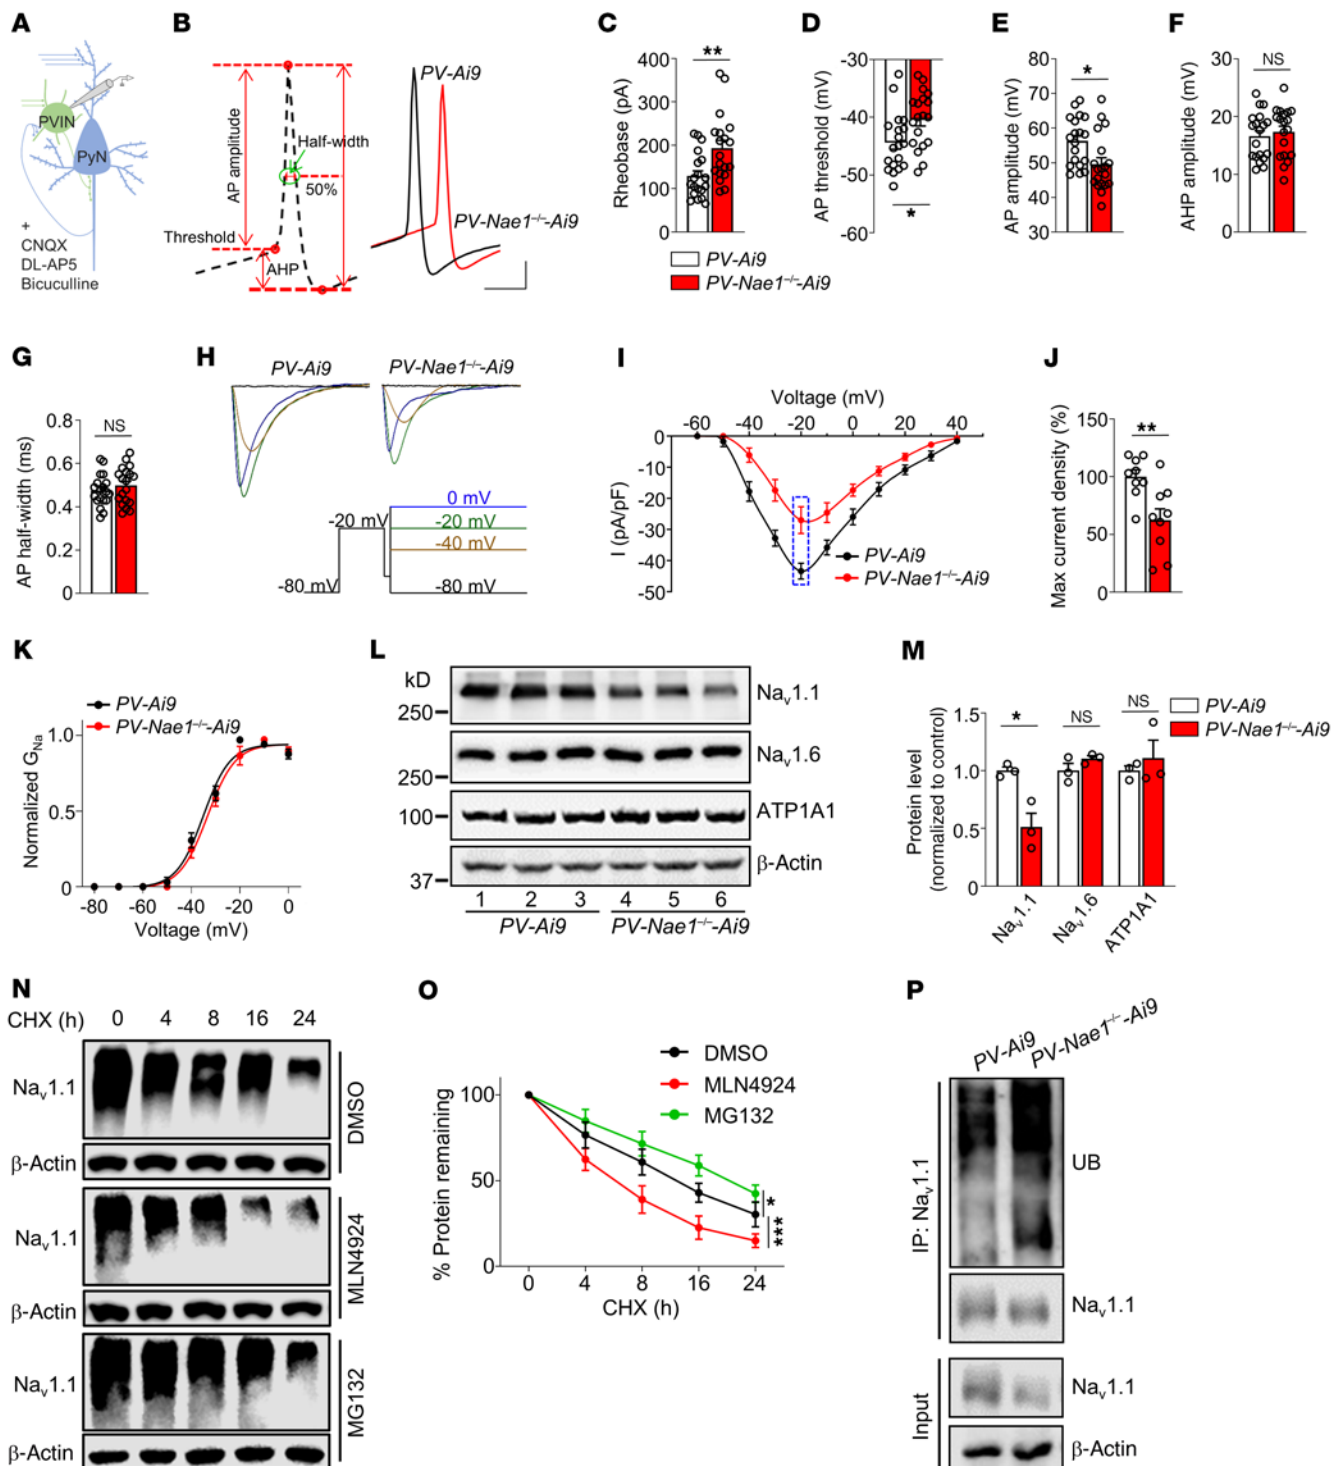 A
PVIN
PyN
+
CNQX
DL-AP5
Bicuculline
B
AP amplitude
Half-width
50%
Threshold
AHP
PV-Ai9
PV-Nae1–/–-Ai9
C
Rheobase (pA)
400
300
200
100
0
**
PV-Ai9
PV-Nae1–/–-Ai9
D
AP threshold (mV)
-30
-40
-50
-60
*
E
AP amplitude (mV)
80
70
60
50
40
30
*
F
AHP amplitude (mV)
40
30
20
10
0
NS
G
AP half-width (ms)
0.8
0.6
0.4
0.2
0
NS
H
PV-Ai9
PV-Nae1–/–-Ai9
0 mV
-20 mV
-20 mV
-40 mV
-80 mV
-80 mV
I
Voltage (mV)
-60 -40 -20 0 20 40
0
-10
-20
-30
-40
-50
I (pA/pF)
PV-Ai9
PV-Nae1–/–-Ai9
J
Max current density (%)
150
100
50
0
**
K
PV-Ai9
PV-Nae1–/–-Ai9
Normalized GNa
1.0
0.5
0
-80 -60 -40 -20 0
Voltage (mV)
L
kD
250
Nav1.1
250
Nav1.6
100
ATP1A1
37
β-Actin
1 2 3 4 5 6
PV-Ai9
PV-Nae1–/–-Ai9
M
PV-Ai9
PV-Nae1–/–-Ai9
Protein level
(normalized to control)
1.5
1.0
0.5
0
*
NS
NS
Nav1.1
Nav1.6
ATP1A1
N
CHX (h) 0 4 8 16 24
Nav1.1
β-Actin
DMSO
Nav1.1
β-Actin
MLN4924
Nav1.1
β-Actin
MG132
O
DMSO
MLN4924
MG132
% Protein remaining
100
50
0
*
***
0 4 8 16 24
CHX (h)
P
PV-Ai9
PV-Nae1–/–-Ai9
IP: Nav1.1
UB
Nav1.1
Input
Nav1.1
β-Actin